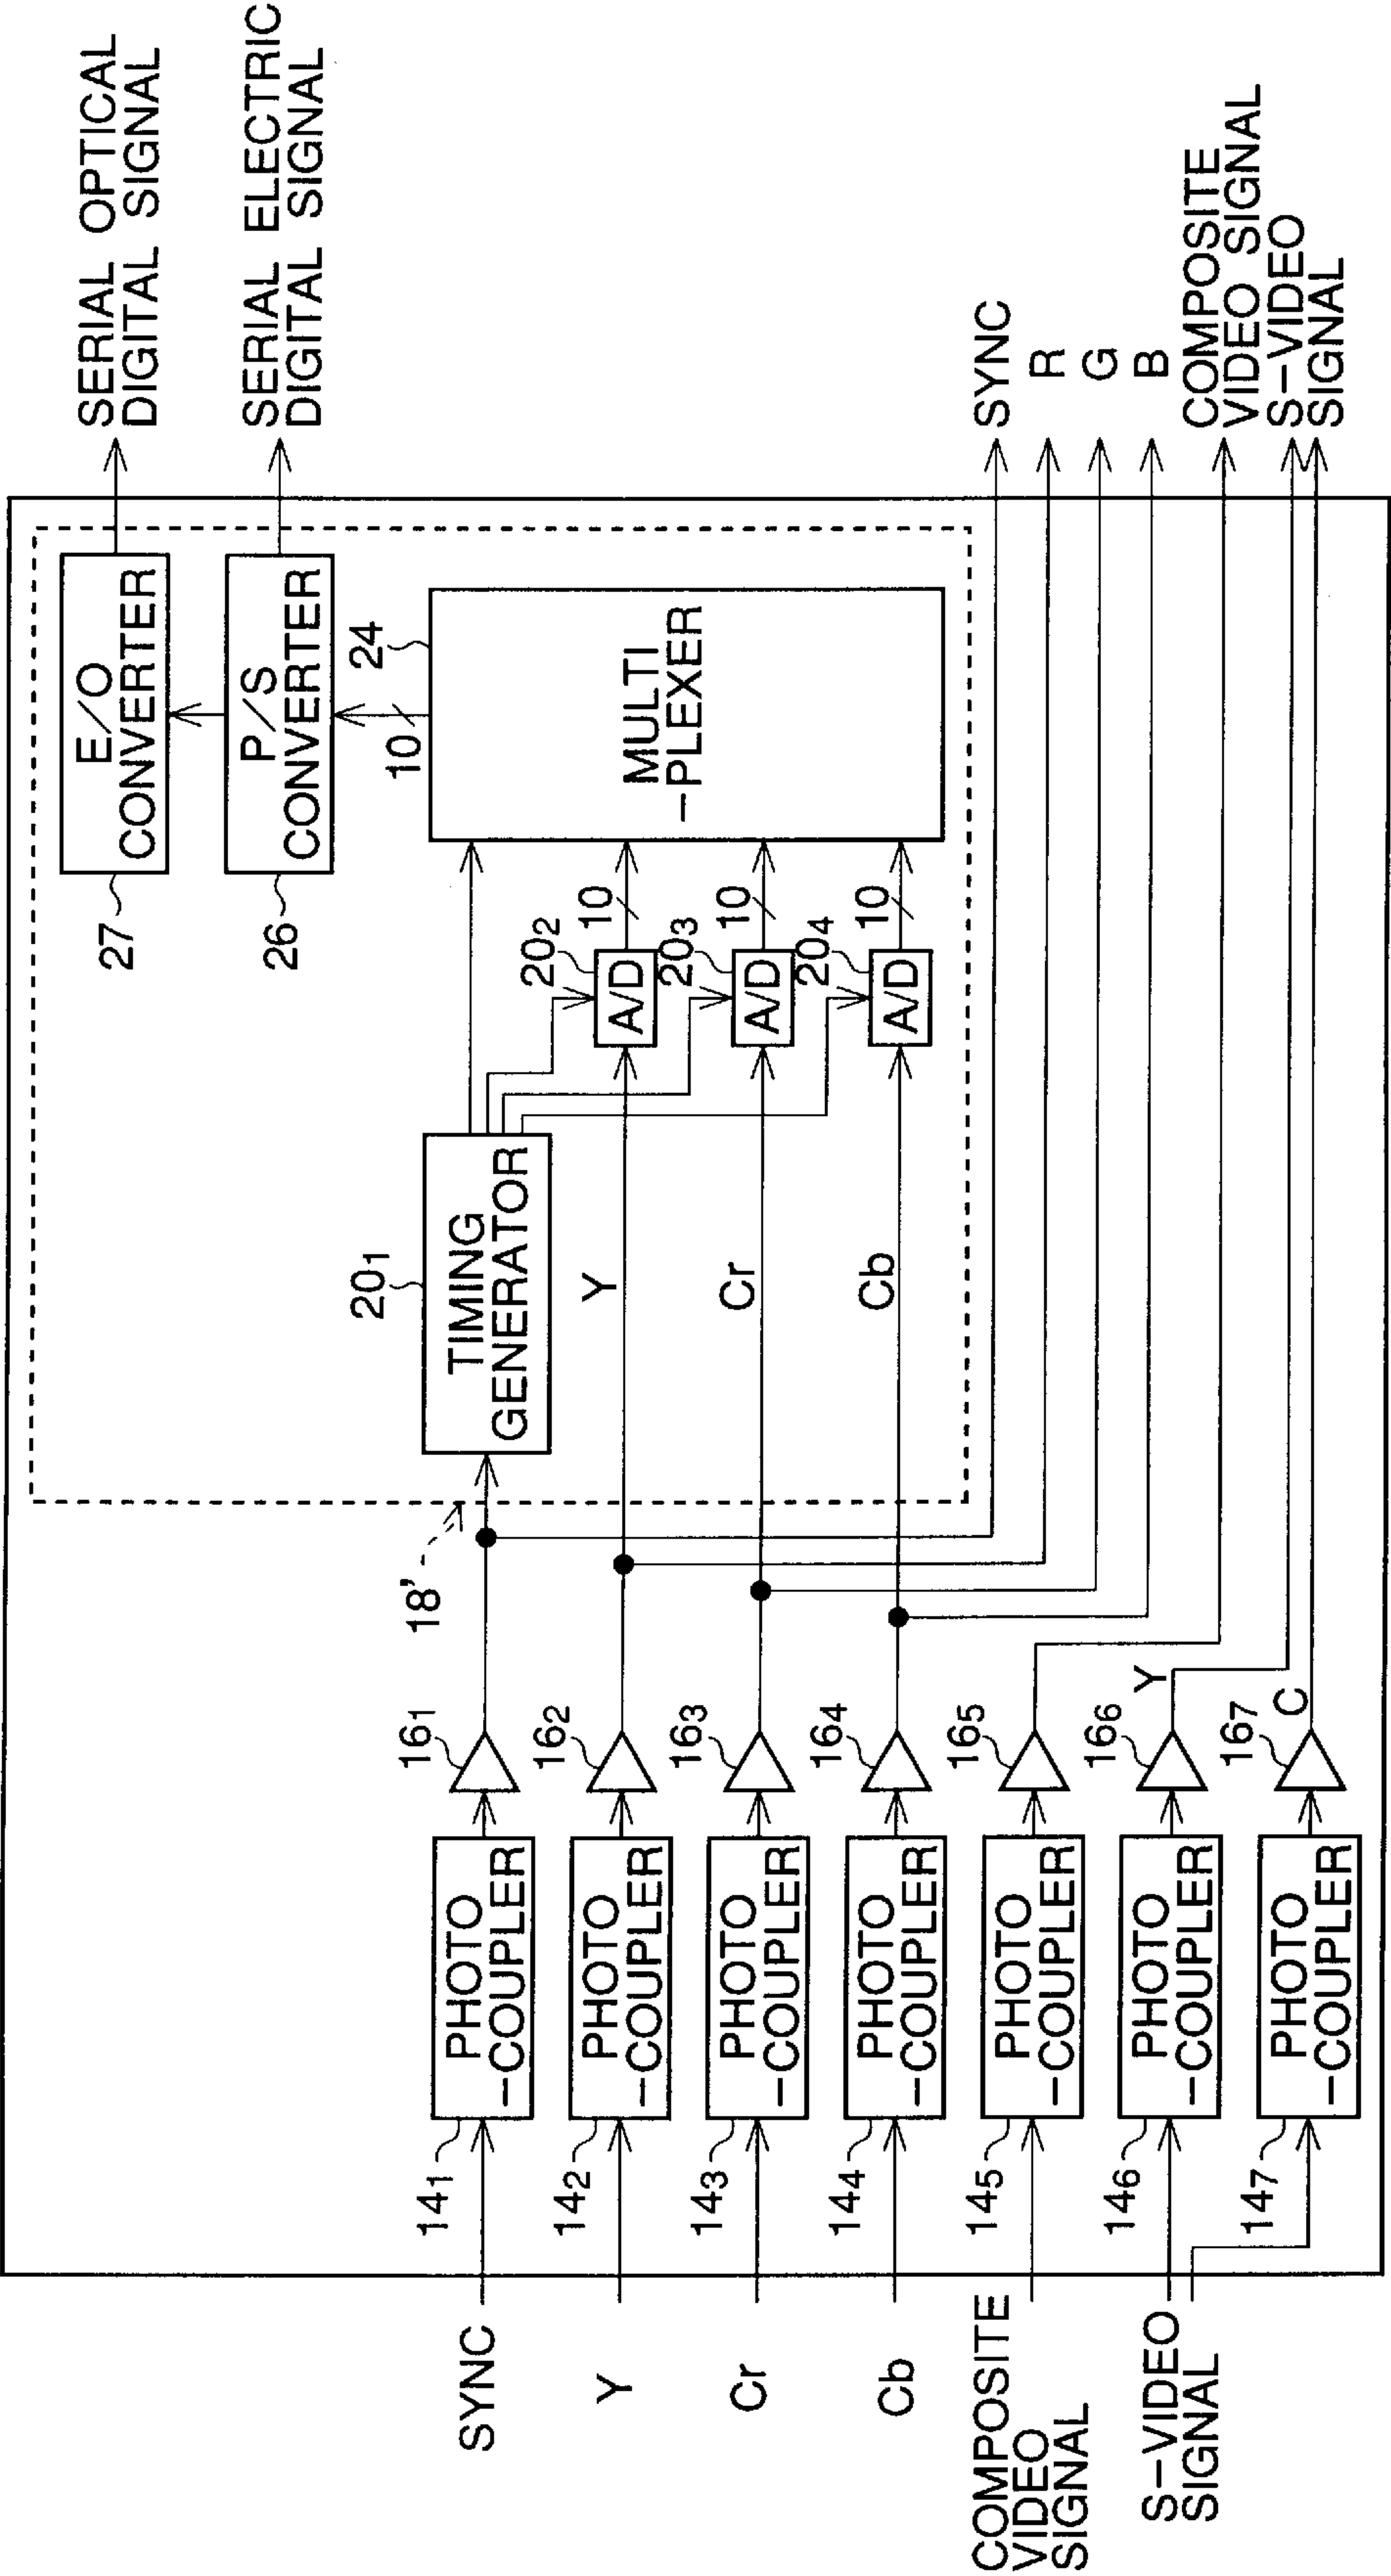 SERIAL OPTICAL
DIGITAL SIGNAL
SERIAL ELECTRIC
DIGITAL SIGNAL
27
E/O
CONVERTER
26
P/S
CONVERTER
10
24
MULTI
-PLEXER
18'
20₁
TIMING
GENERATOR
20₂
A/D
10
20₃
A/D
10
20₄
A/D
10
Y
Cr
Cb
SYNC
14₁
PHOTO
-COUPLER
16₁
Y
14₂
PHOTO
-COUPLER
16₂
Cr
14₃
PHOTO
-COUPLER
16₃
Cb
14₄
PHOTO
-COUPLER
16₄
COMPOSITE
VIDEO
SIGNAL
14₅
PHOTO
-COUPLER
16₅
S-VIDEO
SIGNAL
14₆
PHOTO
-COUPLER
16₆
Y
14₇
PHOTO
-COUPLER
16₇
C
SYNC
R
G
B
COMPOSITE
VIDEO SIGNAL
S-VIDEO
SIGNAL